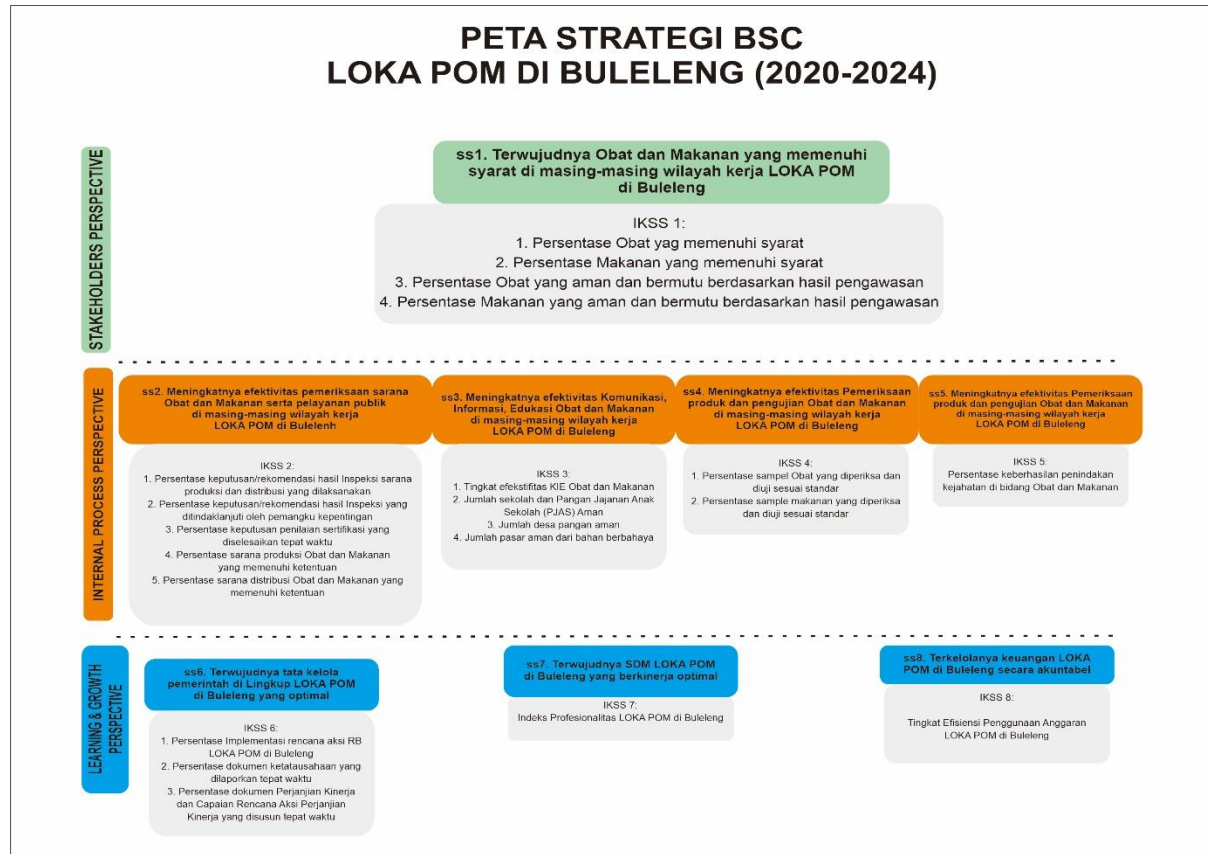 PETA STRATEGI BSC
LOKA POM DI BULELENG (2020-2024)
STAKEHOLDERS PERSPECTIVE
ss1. Terwujudnya Obat dan Makanan yang memenuhi
syarat di masing-masing wilayah kerja LOKA POM
di Buleleng
IKSS 1:
1. Persentase Obat yag memenuhi syarat
2. Persentase Makanan yang memenuhi syarat
3. Persentase Obat yang aman dan bermutu berdasarkan hasil pengawasan
4. Persentase Makanan yang aman dan bermutu berdasarkan hasil pengawasan
INTERNAL PROCESS PERSPECTIVE
ss2. Meningkatnya efektivitas pemeriksaan sarana
Obat dan Makanan serta pelayanan publik
di masing-masing wilayah kerja
LOKA POM di Bulelenh
IKSS 2:
1. Persentase keputusan/rekomendasi hasil Inspeksi sarana
produksi dan distribusi yang dilaksanakan
2. Persentase keputusan/rekomendasi hasil Inspeksi yang
ditindaklanjuti oleh pemangku kepentingan
3. Persentase keputusan penilaian sertifikasi yang
diselesaikan tepat waktu
4. Persentase sarana produksi Obat dan Makanan
yang memenuhi ketentuan
5. Persentase sarana distribusi Obat dan Makanan yang
memenuhi ketentuan
ss3. Meningkatnya efektivitas Komunikasi,
Informasi, Edukasi Obat dan Makanan
di masing-masing wilayah kerja
LOKA POM di Buleleng
IKSS 3:
1. Tingkat efekstifitas KIE Obat dan Makanan
2. Jumlah sekolah dan Pangan Jajanan Anak
Sekolah (PJAS) Aman
3. Jumlah desa pangan aman
4. Jumlah pasar aman dari bahan berbahaya
ss4. Meningkatnya efektivitas Pemeriksaan
produk dan pengujian Obat dan Makanan
di masing-masing wilayah kerja
LOKA POM di Buleleng
IKSS 4:
1. Persentase sampel Obat yang diperiksa dan
diuji sesuai standar
2. Persentase sample makanan yang diperiksa
dan diuji sesuai standar
ss5. Meningkatnya efektivitas Pemeriksaan
produk dan pengujian Obat dan Makanan
di masing-masing wilayah kerja
LOKA POM di Buleleng
IKSS 5:
Persentase keberhasilan penindakan
kejahatan di bidang Obat dan Makanan
LEARNING & GROWTH
PERSPECTIVE
ss6. Terwujudnya tata kelola
pemerintah di Lingkup LOKA POM
di Buleleng yang optimal
IKSS 6:
1. Persentase Implementasi rencana aksi RB
LOKA POM di Buleleng
2. Persentase dokumen ketatausahaan yang
dilaporkan tepat waktu
3. Persentase dokumen Perjanjian Kinerja
dan Capaian Rencana Aksi Perjanjian
Kinerja yang disusun tepat waktu
ss7. Terwujudnya SDM LOKA POM
di Buleleng yang berkinerja optimal
IKSS 7:
Indeks Profesionalitas LOKA POM di Buleleng
ss8. Terkelolanya keuangan LOKA
POM di Buleleng secara akuntabel
IKSS 8:
Tingkat Efisiensi Penggunaan Anggaran
LOKA POM di Buleleng